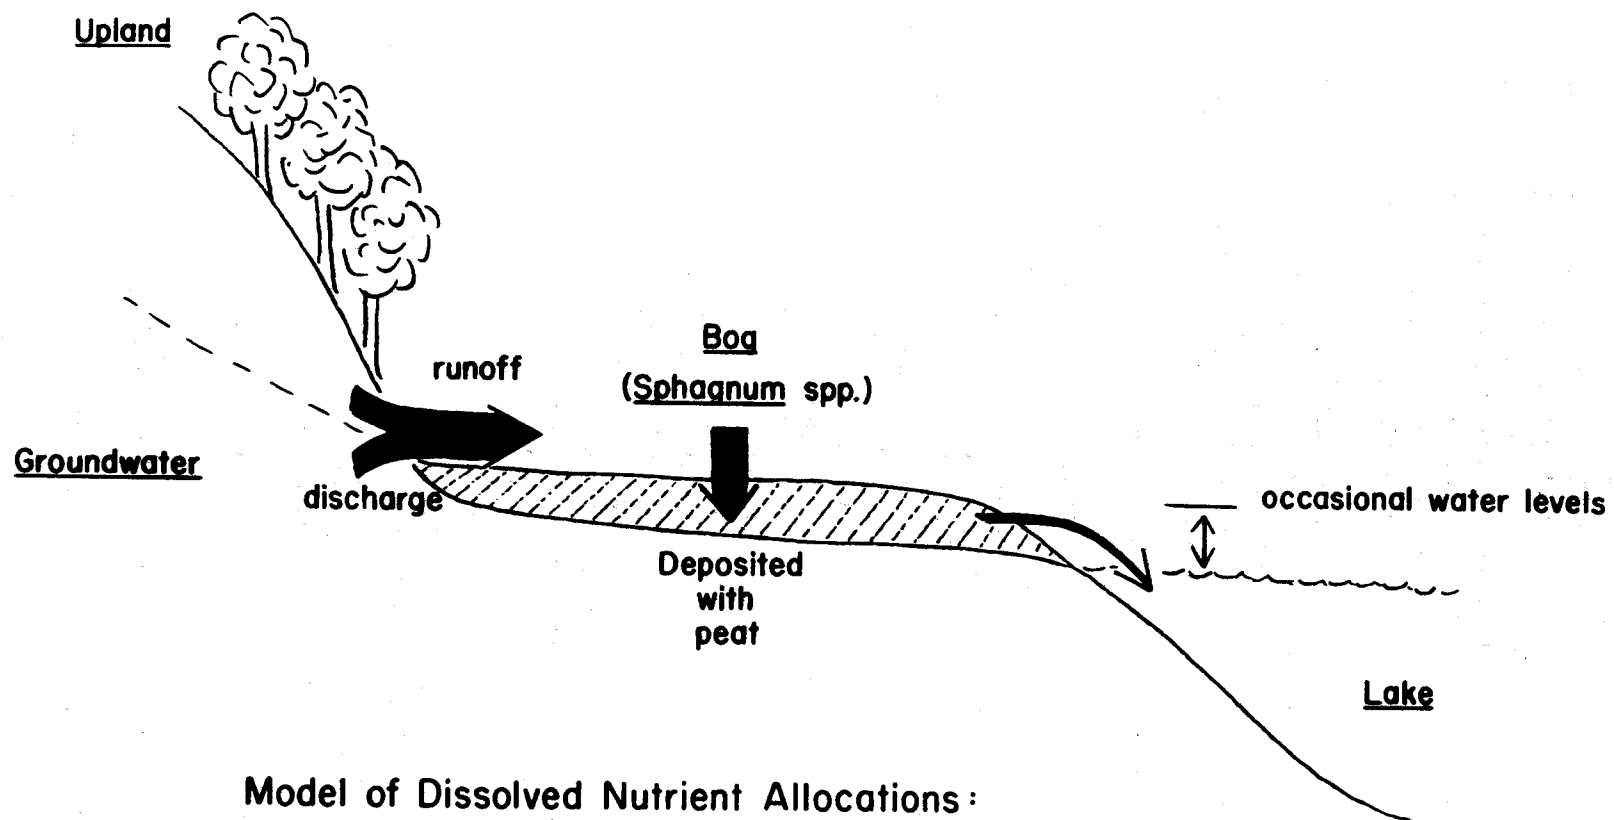 Upland
runoff
Bog
(Sphagnum spp.)
Groundwater
discharge
occasional water levels
Deposited
with
peat
Lake
Model of Dissolved Nutrient Allocations: